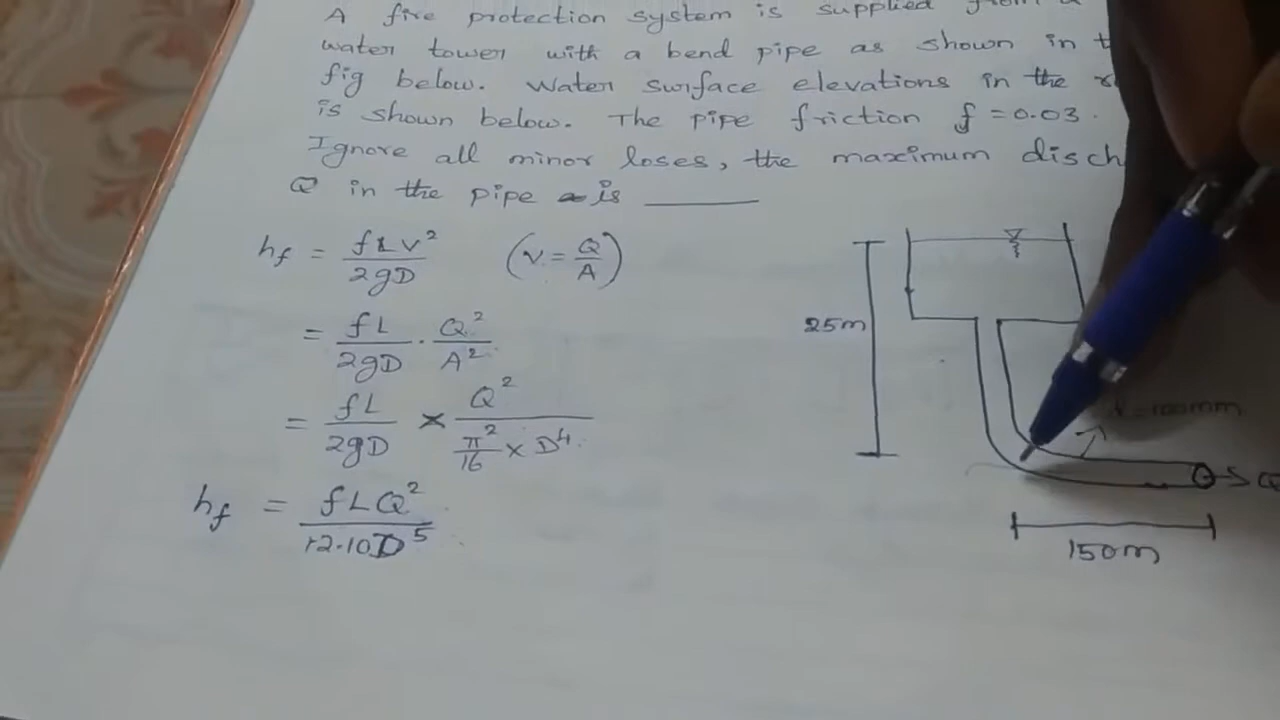 A fire protection system is supplied from a
water tower with a bend pipe as shown in
fig below. Water surface elevations in the
is shown below. The pipe friction f = 0.03.
Ignore all minor loses, the maximum disch
Q in the pipe is ______
hf = fLv² / 2gD (v = Q/A)
= fL / 2gD · Q² / A²
= fL / 2gD × Q² / (π²/16 × D⁴)
hf = fLQ² / 12.10D⁵
25m
=100mm
Q
150m